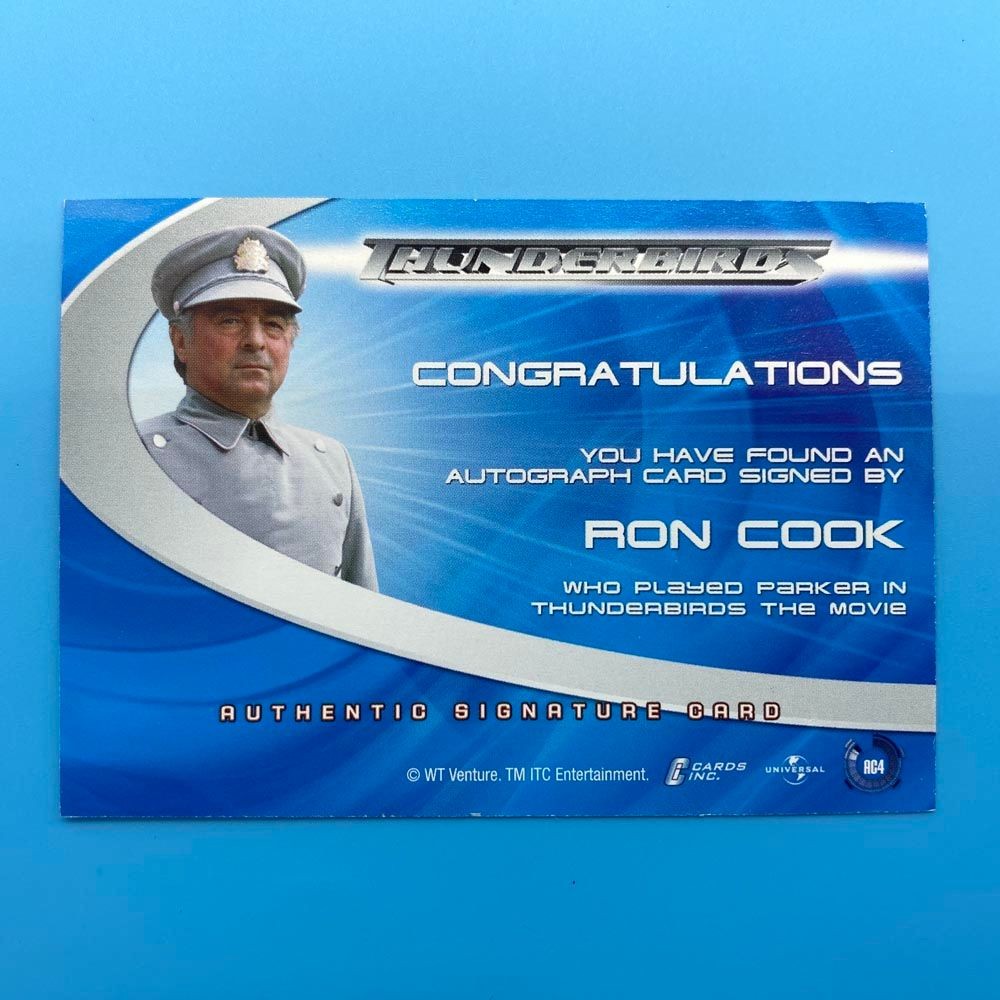 THUNDERBIRDS
CONGRATULATIONS
YOU HAVE FOUND AN
AUTOGRAPH CARD SIGNED BY
RON COOK
WHO PLAYED PARKER IN
THUNDERBIRDS THE MOVIE
AUTHENTIC SIGNATURE CARD
© WT Venture. TM ITC Entertainment.
CARDS
INC.
UNIVERSAL
AC4